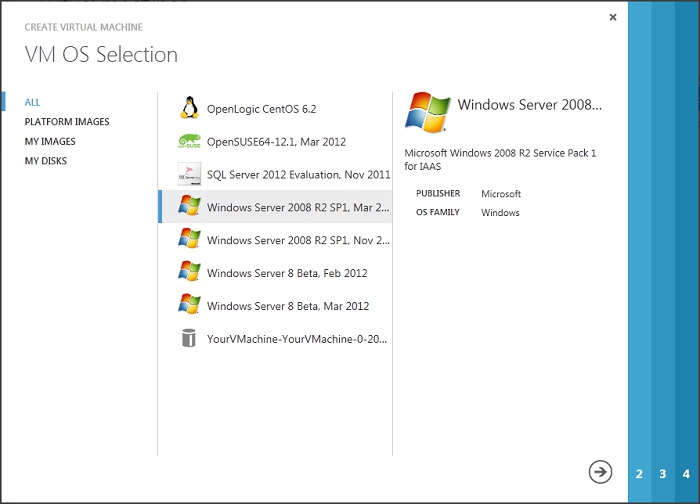 CREATE VIRTUAL MACHINE
VM OS Selection
ALL
PLATFORM IMAGES
MY IMAGES
MY DISKS
OpenLogic CentOS 6.2
OpenSUSE64-12.1, Mar 2012
SQL Server 2012 Evaluation, Nov 2011
Windows Server 2008 R2 SP1, Mar 2...
Windows Server 2008 R2 SP1, Nov 2...
Windows Server 8 Beta, Feb 2012
Windows Server 8 Beta, Mar 2012
YourVMachine-YourVMachine-0-20...
Windows Server 2008...
Microsoft Windows 2008 R2 Service Pack 1
for IAAS
PUBLISHER Microsoft
OS FAMILY Windows
2 3 4